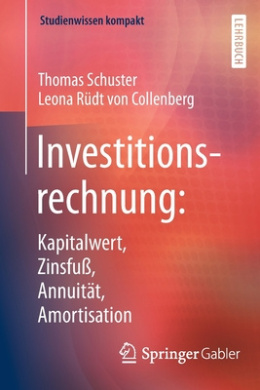 Studienwissen kompakt
LEHRBUCH
Thomas Schuster
Leona Rüdt von Collenberg
Investitions-
rechnung:
Kapitalwert,
Zinsfuß,
Annuität,
Amortisation
Springer Gabler